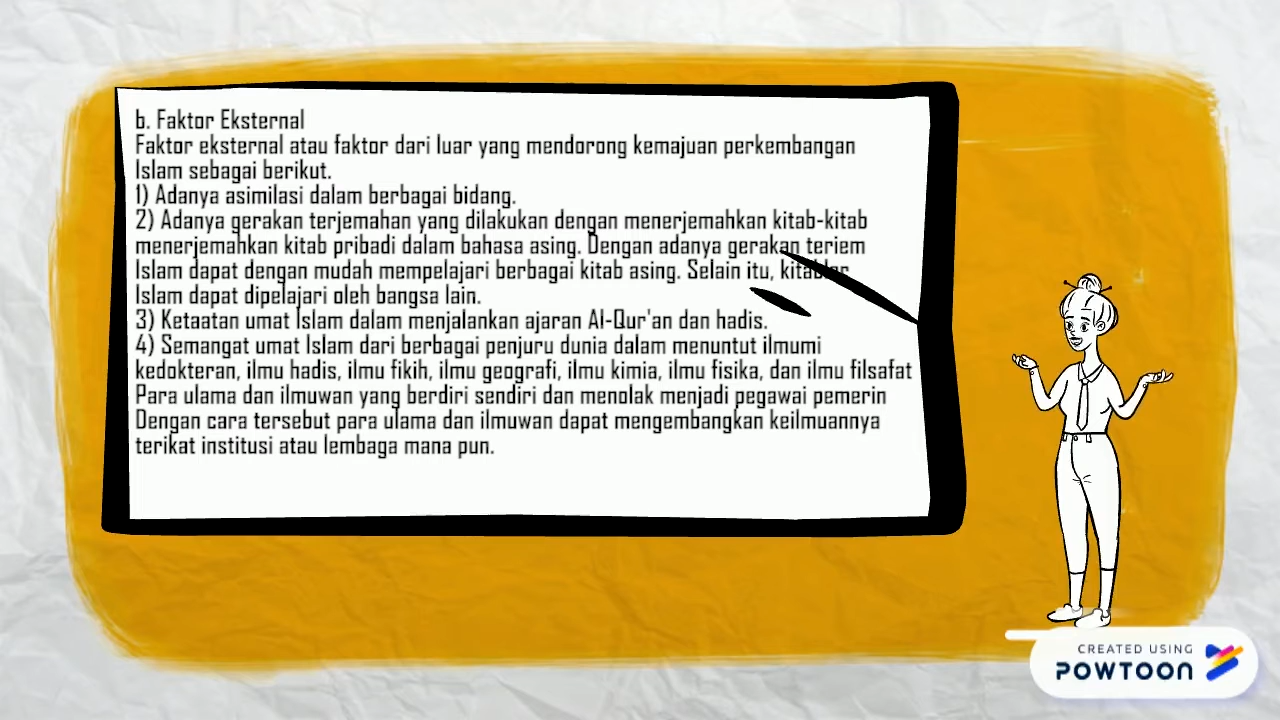 b. Faktor Eksternal
Faktor eksternal atau faktor dari luar yang mendorong kemajuan perkembangan
Islam sebagai berikut.
1) Adanya asimilasi dalam berbagai bidang.
2) Adanya gerakan terjemahan yang dilakukan dengan menerjemahkan kitab-kitab
menerjemahkan kitab pribadi dalam bahasa asing. Dengan adanya gerakan teriem
Islam dapat dengan mudah mempelajari berbagai kitab asing. Selain itu,
Islam dapat dipelajari oleh bangsa lain.
3) Ketaatan umat Islam dalam menjalankan ajaran Al-Qur'an dan hadis.
4) Semangat umat Islam dari berbagai penjuru dunia dalam menuntut ilmumi
kedokteran, ilmu hadis, ilmu fikih, ilmu geografi, ilmu kimia, ilmu fisika, dan ilmu filsafat
Para ulama dan ilmuwan yang berdiri sendiri dan menolak menjadi pegawai pemerin
Dengan cara tersebut para ulama dan ilmuwan dapat mengembangkan keilmuannya
terikat institusi atau lembaga mana pun.
CREATED USING
POWTOON